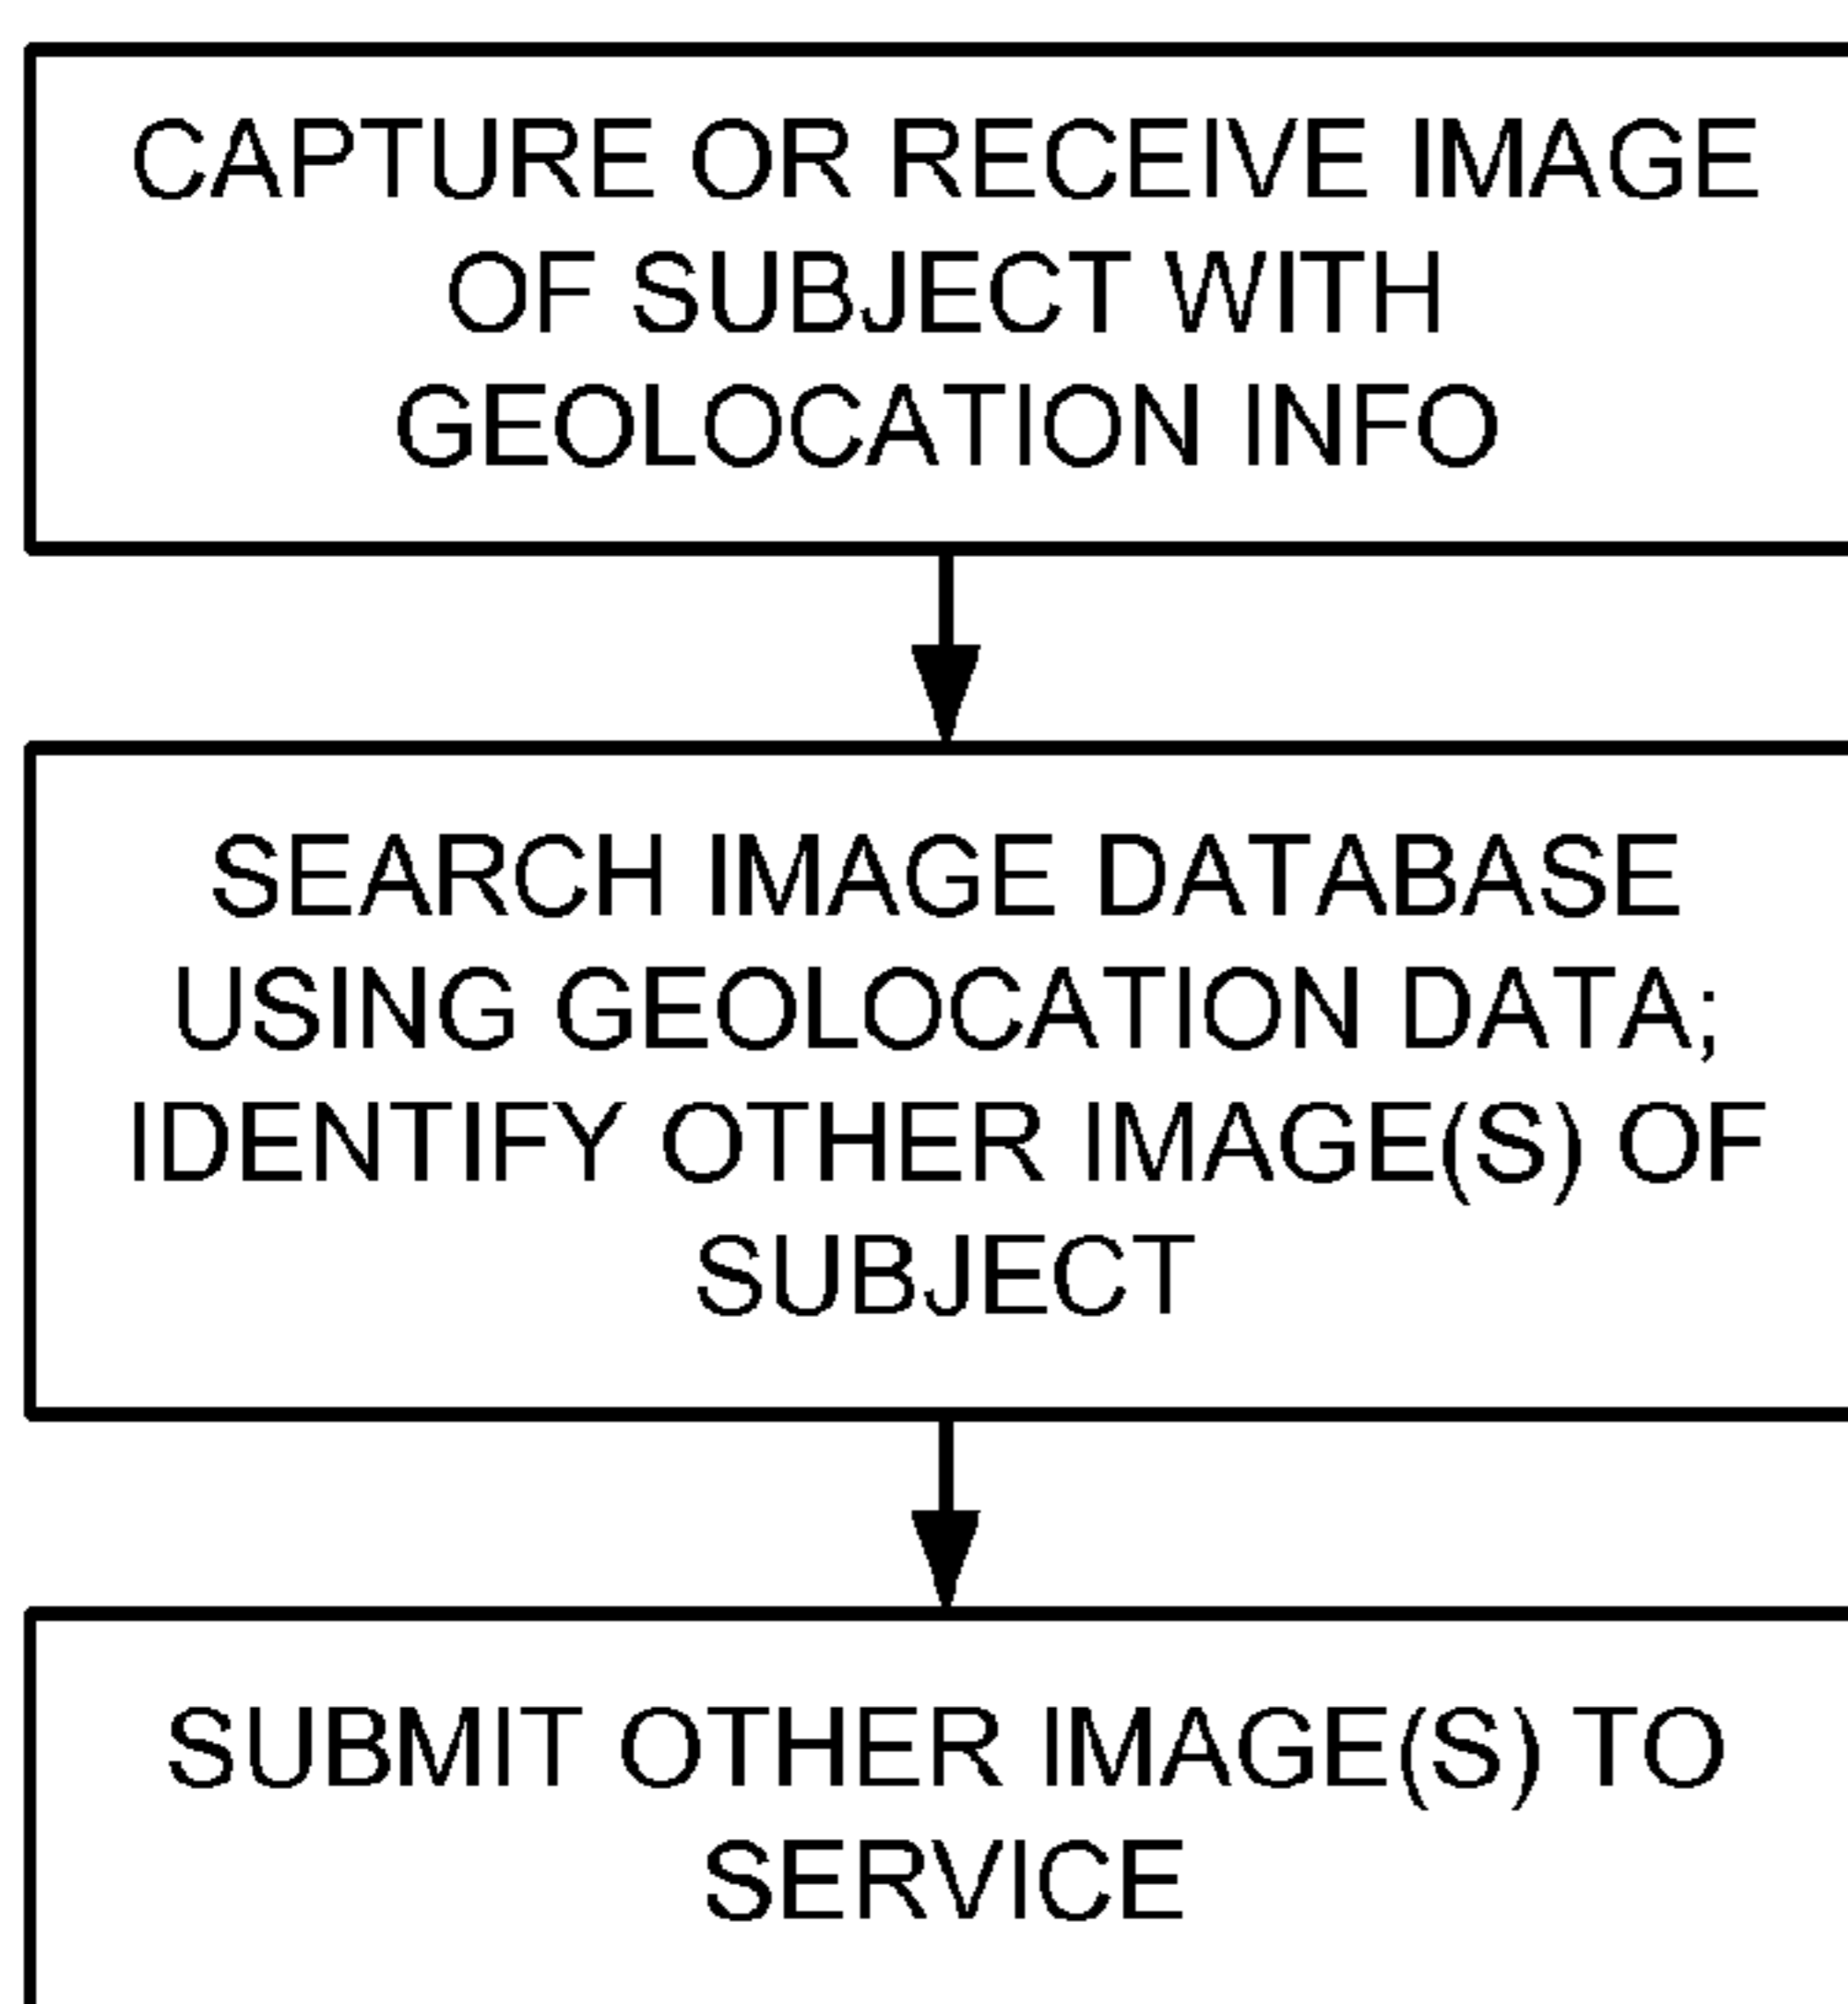 CAPTURE OR RECEIVE IMAGE
OF SUBJECT WITH
GEOLOCATION INFO
SEARCH IMAGE DATABASE
USING GEOLOCATION DATA;
IDENTIFY OTHER IMAGE(S) OF
SUBJECT
SUBMIT OTHER IMAGE(S) TO
SERVICE